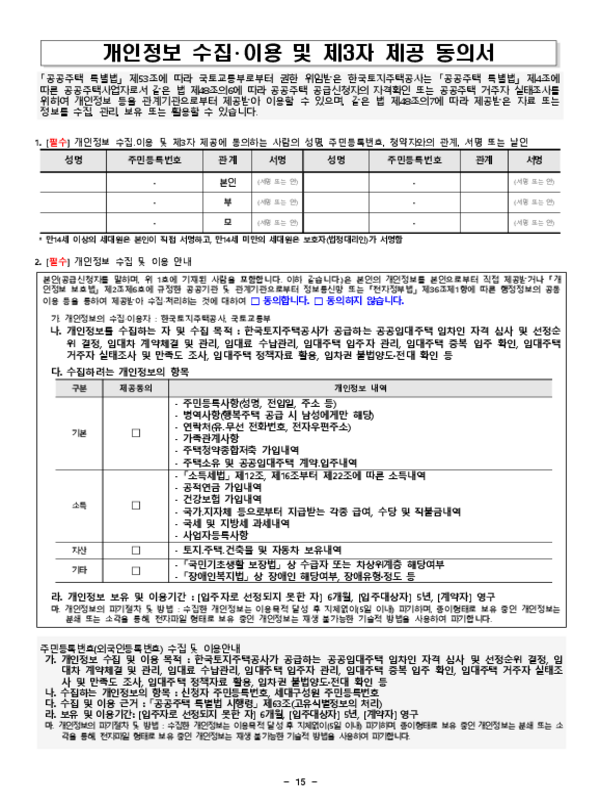 개인정보 수집·이용 및 제3자 제공 동의서
「공공주택 특별법」 제53조에 따라 국토교통부로부터 권한 위임받은 한국토지주택공사는 「공공주택 특별법」 제4조에
따른 공공주택사업자로서 같은 법 제48조의6에 따라 공공주택 공급신청자의 자격확인 또는 공공주택 거주자 실태조사를
위하여 개인정보 등을 관계기관으로부터 제공받아 이용할 수 있으며, 같은 법 제48조의7에 따라 제공받은 자료 또는
정보를 수집, 관리, 보유 또는 활용할 수 있습니다.
1. [필수] 개인정보 수집.이용 및 제3자 제공에 동의하는 사람의 성명, 주민등록번호, 청약자와의 관계, 서명 또는 날인
성명 주민등록번호 관계 서명 성명 주민등록번호 관계 서명
- 본인 (서명 또는 인) - (서명 또는 인)
- 부 (서명 또는 인) - (서명 또는 인)
- 모 (서명 또는 인) - (서명 또는 인)
* 만14세 이상의 세대원은 본인이 직접 서명하고, 만14세 미만의 세대원은 보호자(법정대리인)가 서명함
2. [필수] 개인정보 수집 및 이용 안내
본인(공급신청자를 말하며, 위 1호에 기재된 사람을 포함합니다. 이하 같습니다)은 본인의 개인정보를 본인으로부터 직접 제공받거나 「개
인정보 보호법」 제2조제6호에 규정한 공공기관 및 관계기관으로부터 정보통신망 또는 「전자정부법」 제36조제1항에 따른 행정정보의 공동
이용 등을 통하여 제공받아 수집·처리하는 것에 대하여 □ 동의합니다. □ 동의하지 않습니다.
가. 개인정보의 수집·이용자 : 한국토지주택공사, 국토교통부
나. 개인정보를 수집하는 자 및 수집 목적 : 한국토지주택공사가 공급하는 공공임대주택 임차인 자격 심사 및 선정순
위 결정, 임대차 계약체결 및 관리, 임대료 수납관리, 임대주택 입주자 관리, 임대주택 중복 입주 확인, 임대주택
거주자 실태조사 및 만족도 조사, 임대주택 정책자료 활용, 임차권 불법양도·전대 확인 등
다. 수집하려는 개인정보의 항목
구분 제공동의 개인정보 내역
기본 □
- 주민등록사항(성명, 전입일, 주소 등)
- 병역사항(행복주택 공급 시 남성에게만 해당)
- 연락처(유.무선 전화번호, 전자우편주소)
- 가족관계사항
- 주택청약종합저축 가입내역
- 주택소유 및 공공임대주택 계약.입주내역
소득 □
- 「소득세법」 제12조, 제16조부터 제22조에 따른 소득내역
- 공적연금 가입내역
- 건강보험 가입내역
- 국가.지자체 등으로부터 지급받는 각종 급여, 수당 및 직불금내역
- 국세 및 지방세 과세내역
- 사업자등록사항
자산 □ - 토지.주택.건축물 및 자동차 보유내역
기타 □
- 「국민기초생활 보장법」 상 수급자 또는 차상위계층 해당여부
- 「장애인복지법」 상 장애인 해당여부, 장애유형·정도 등
라. 개인정보 보유 및 이용기간 : [입주자로 선정되지 못한 자] 6개월, [입주대상자] 5년, [계약자] 영구
마. 개인정보의 파기절차 및 방법 : 수집한 개인정보는 이용목적 달성 후 지체없이(5일 이내) 파기하며, 종이형태로 보유 중인 개인정보는
분쇄 또는 소각을 통해, 전자파일 형태로 보유 중인 개인정보는 재생 불가능한 기술적 방법을 사용하여 파기합니다.
주민등록번호(외국인등록번호) 수집 및 이용안내
가. 개인정보 수집 및 이용 목적 : 한국토지주택공사가 공급하는 공공임대주택 임차인 자격 심사 및 선정순위 결정, 임
대차 계약체결 및 관리, 임대료 수납관리, 임대주택 입주자 관리, 임대주택 중복 입주 확인, 임대주택 거주자 실태조
사 및 만족도 조사, 임대주택 정책자료 활용, 임차권 불법양도·전대 확인 등
나. 수집하는 개인정보의 항목 : 신청자 주민등록번호, 세대구성원 주민등록번호
다. 수집 및 이용 근거 : 「공공주택 특별법 시행령」 제63조(고유식별정보의 처리)
라. 보유 및 이용기간: [입주자로 선정되지 못한 자] 6개월, [입주대상자] 5년, [계약자] 영구
마. 개인정보의 파기절차 및 방법 : 수집한 개인정보는 이용목적 달성 후 지체없이(5일 이내) 파기하며 종이형태로 보유 중인 개인정보는 분쇄 또는 소
각을 통해, 전자파일 형태로 보유 중인 개인정보는 재생 불가능한 기술적 방법을 사용하여 파기합니다.
- 15 -